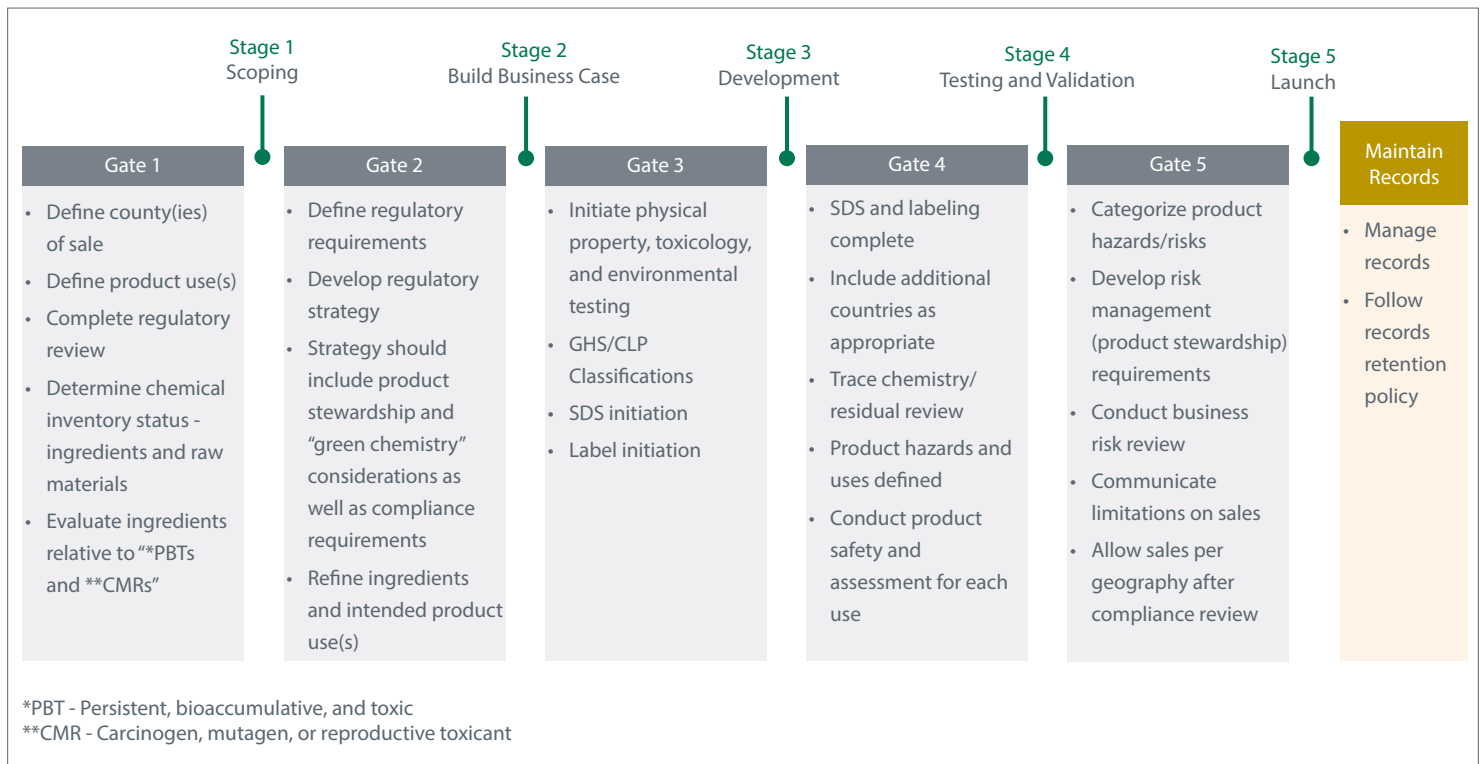 Stage 1
Scoping
Stage 2
Build Business Case
Stage 3
Development
Stage 4
Testing and Validation
Stage 5
Launch
Gate 1
• Define county(ies)
of sale
• Define product use(s)
• Complete regulatory
review
• Determine chemical
inventory status -
ingredients and raw
materials
• Evaluate ingredients
relative to “*PBTs
and **CMRs”
Gate 2
• Define regulatory
requirements
• Develop regulatory
strategy
• Strategy should
include product
stewardship and
“green chemistry”
considerations as
well as compliance
requirements
• Refine ingredients
and intended product
use(s)
Gate 3
• Initiate physical
property, toxicology,
and environmental
testing
• GHS/CLP
Classifications
• SDS initiation
• Label initiation
Gate 4
• SDS and labeling
complete
• Include additional
countries as
appropriate
• Trace chemistry/
residual review
• Product hazards and
uses defined
• Conduct product
safety and
assessment for each
use
Gate 5
• Categorize product
hazards/risks
• Develop risk
management
(product stewardship)
requirements
• Conduct business
risk review
• Communicate
limitations on sales
• Allow sales per
geography after
compliance review
Maintain
Records
• Manage
records
• Follow
records
retention
policy
*PBT - Persistent, bioaccumulative, and toxic
**CMR - Carcinogen, mutagen, or reproductive toxicant